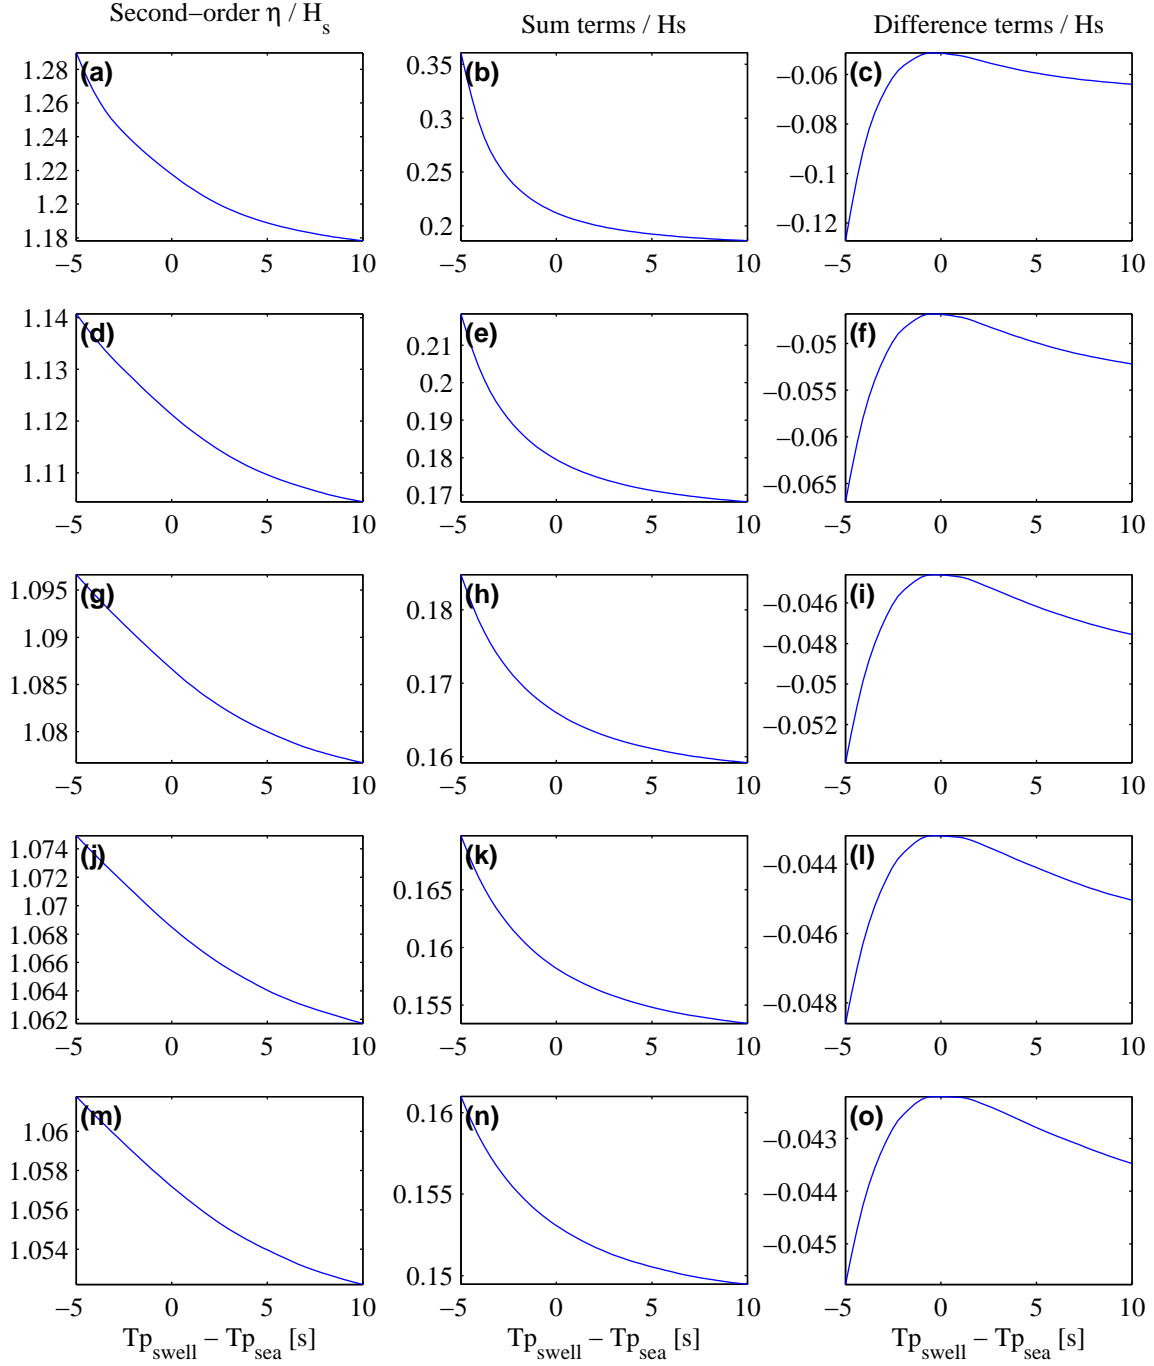 Second−order η / H_s Sum terms / Hs Difference terms / Hs
(a) (b) (c)
1.28
1.26
1.24
1.22
1.2
1.18
−5 0 5 10
0.35
0.3
0.25
0.2
−5 0 5 10
−0.06
−0.08
−0.1
−0.12
−5 0 5 10
(d) (e) (f)
1.14
1.13
1.12
1.11
−5 0 5 10
0.21
0.2
0.19
0.18
0.17
−5 0 5 10
−0.05
−0.055
−0.06
−0.065
−5 0 5 10
(g) (h) (i)
1.095
1.09
1.085
1.08
−5 0 5 10
0.18
0.17
0.16
−5 0 5 10
−0.046
−0.048
−0.05
−0.052
−5 0 5 10
(j) (k) (l)
1.074
1.072
1.07
1.068
1.066
1.064
1.062
−5 0 5 10
0.165
0.16
0.155
−5 0 5 10
−0.044
−0.046
−0.048
−5 0 5 10
(m) (n) (o)
1.06
1.058
1.056
1.054
−5 0 5 10
0.16
0.155
0.15
−5 0 5 10
−0.043
−0.044
−0.045
−5 0 5 10
Tp_swell − Tp_sea [s] Tp_swell − Tp_sea [s] Tp_swell − Tp_sea [s]